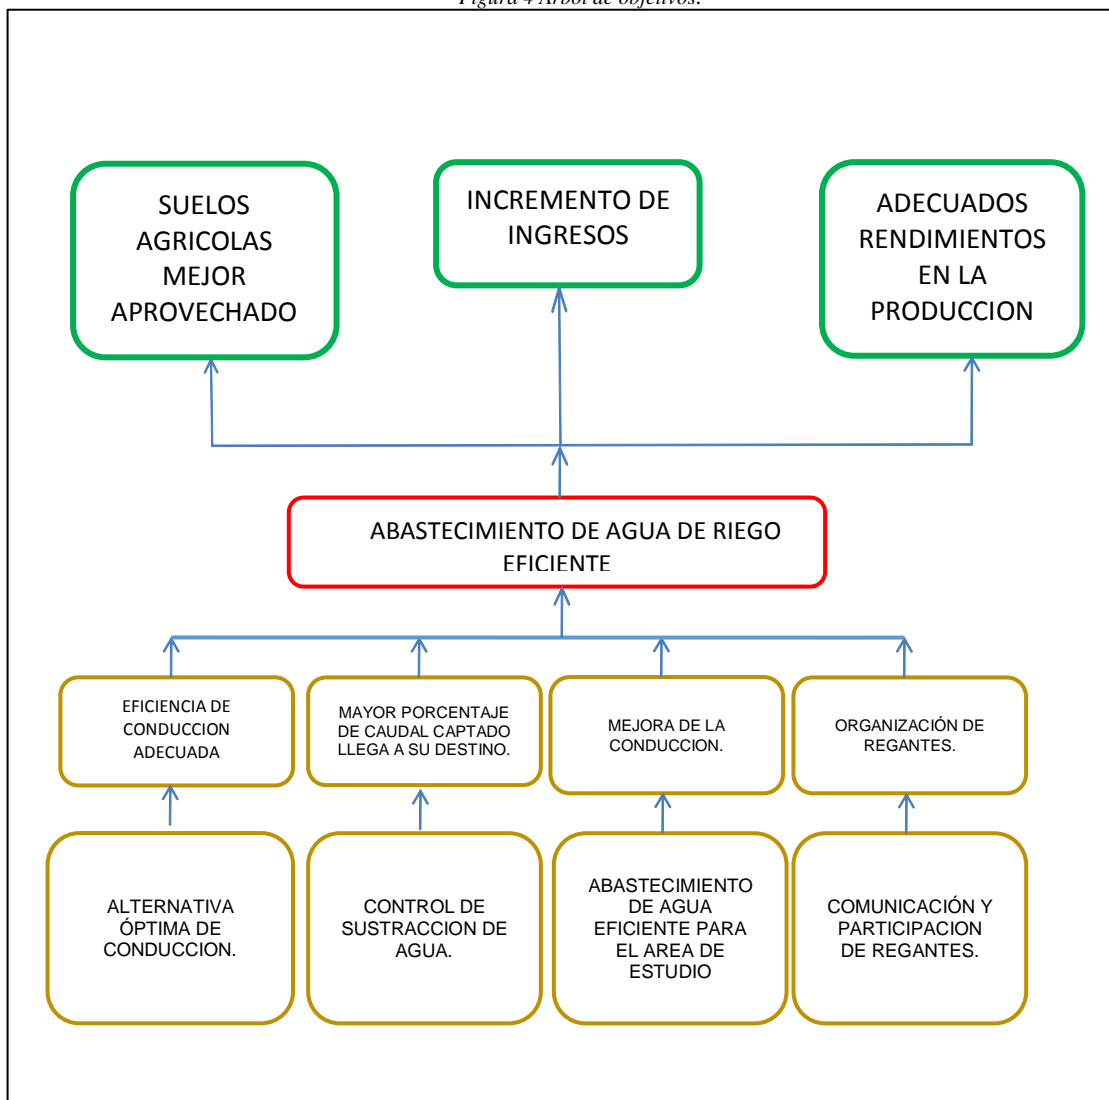 Figura 4 Árbol de objetivos.
SUELOS
AGRICOLAS
MEJOR
APROVECHADO
INCREMENTO DE
INGRESOS
ADECUADOS
RENDIMIENTOS
EN LA
PRODUCCION
ABASTECIMIENTO DE AGUA DE RIEGO
EFICIENTE
EFICIENCIA DE
CONDUCCION
ADECUADA
MAYOR PORCENTAJE
DE CAUDAL CAPTADO
LLEGA A SU DESTINO.
MEJORA DE LA
CONDUCCION.
ORGANIZACIÓN DE
REGANTES.
ALTERNATIVA
ÓPTIMA DE
CONDUCCION.
CONTROL DE
SUSTRACCION DE
AGUA.
ABASTECIMIENTO
DE AGUA
EFICIENTE PARA
EL AREA DE
ESTUDIO
COMUNICACIÓN Y
PARTICIPACION
DE REGANTES.